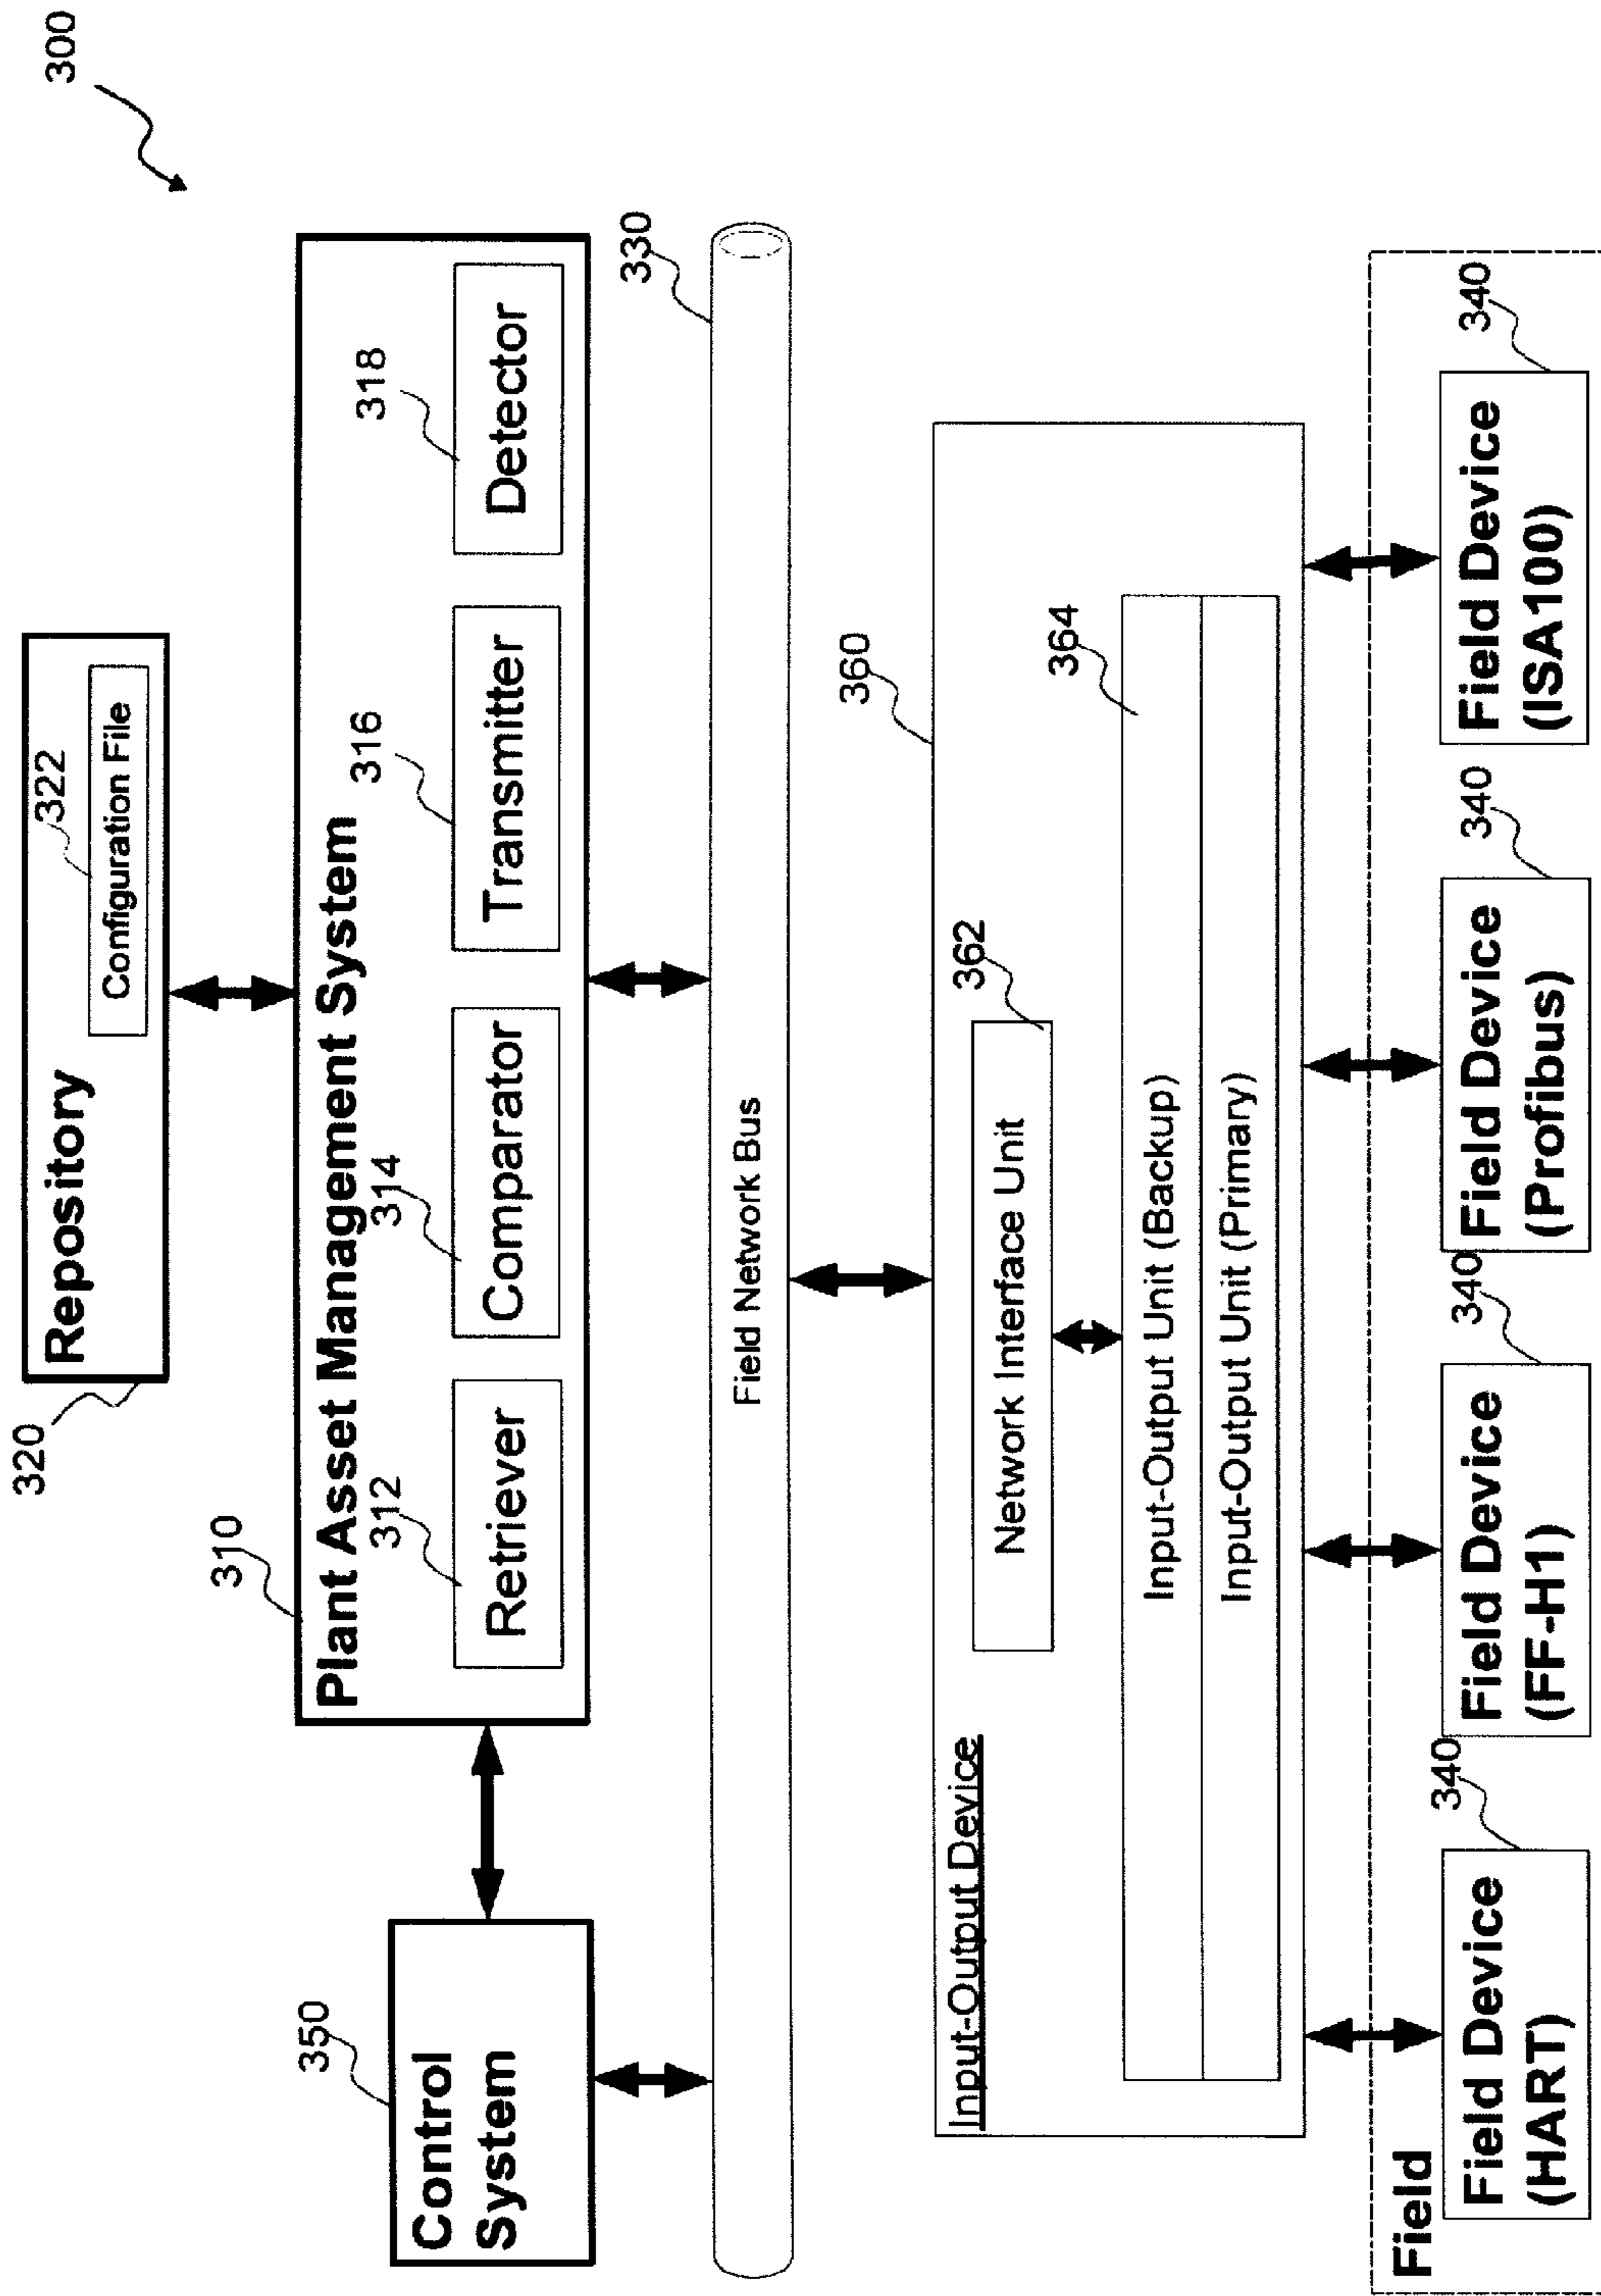 300
320
Repository
322
Configuration File
310
Plant Asset Management System
312
Retriever
314
Comparator
316
Transmitter
318
Detector
350
Control
System
330
Field Network Bus
360
Input-Output Device
362
Network Interface Unit
364
Input-Output Unit (Backup)
Input-Output Unit (Primary)
Field
340
Field Device
(HART)
340
Field Device
(FF-H1)
340
Field Device
(Profibus)
340
Field Device
(ISA100)